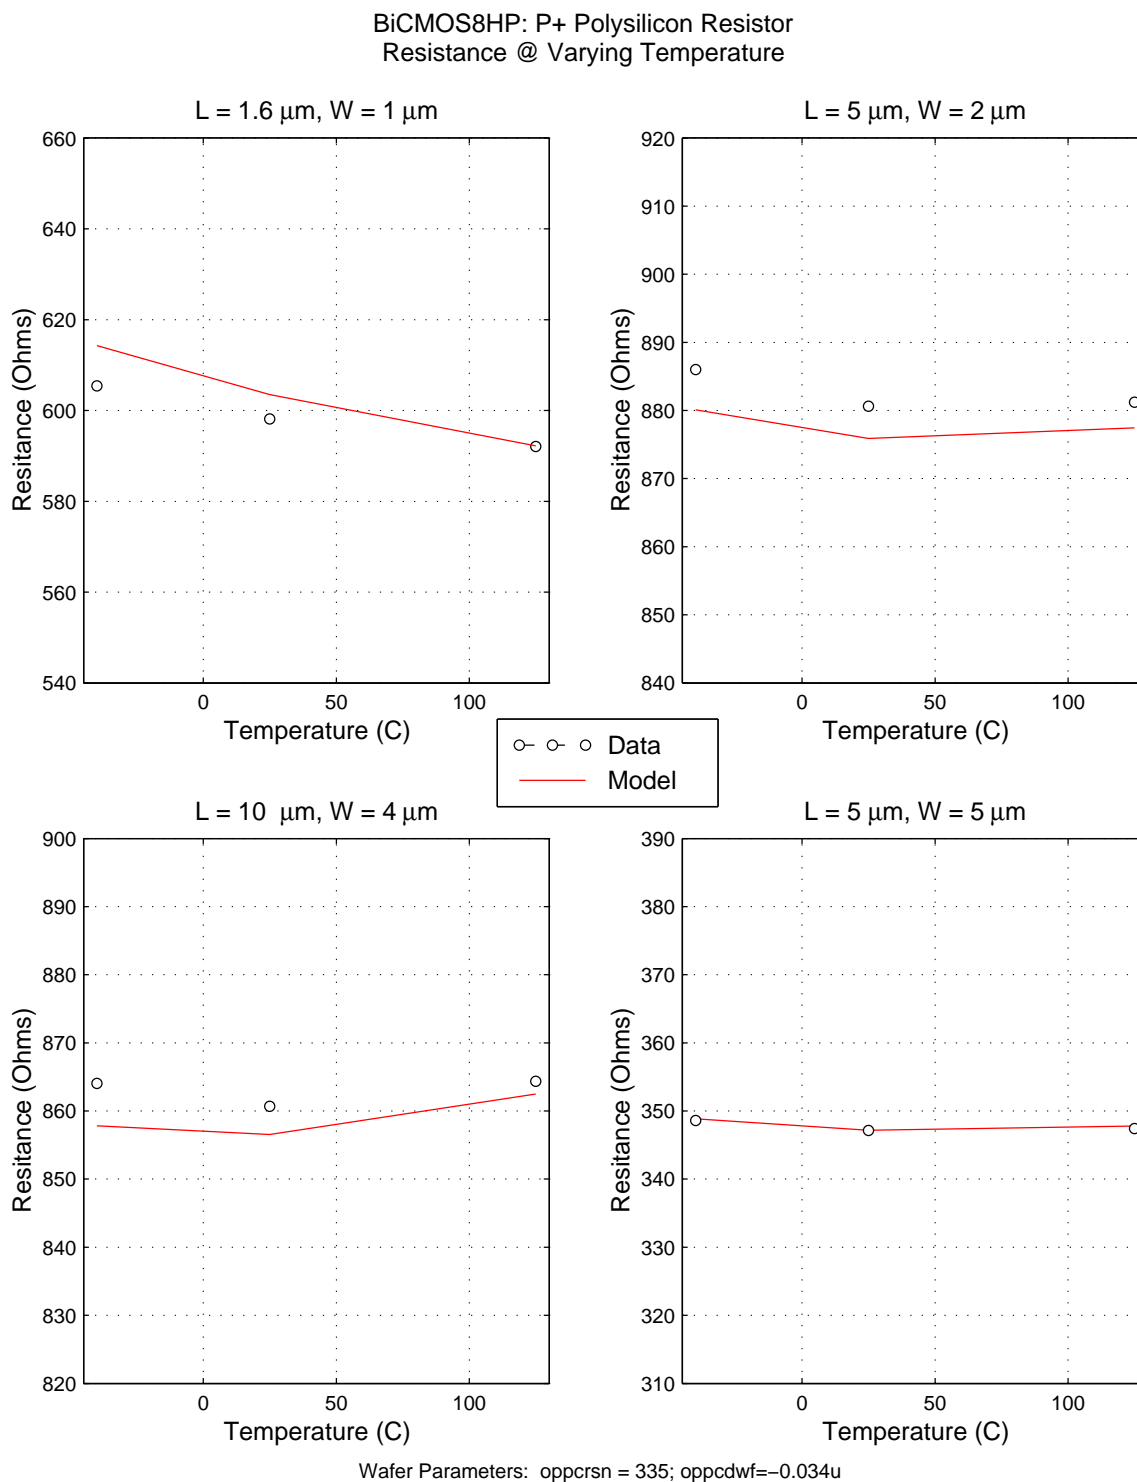 BiCMOS8HP: P+ Polysilicon Resistor
Resistance @ Varying Temperature
L = 1.6 μm, W = 1 μm
660
640
620
600
580
560
540
0 50 100
Resitance (Ohms)
Temperature (C)
L = 5 μm, W = 2 μm
920
910
900
890
880
870
860
850
840
0 50 100
Resitance (Ohms)
Temperature (C)
Data
Model
L = 10 μm, W = 4 μm
900
890
880
870
860
850
840
830
820
0 50 100
Resitance (Ohms)
Temperature (C)
L = 5 μm, W = 5 μm
390
380
370
360
350
340
330
320
310
0 50 100
Resitance (Ohms)
Temperature (C)
Wafer Parameters: oppcrsn = 335; oppcdwf=−0.034u